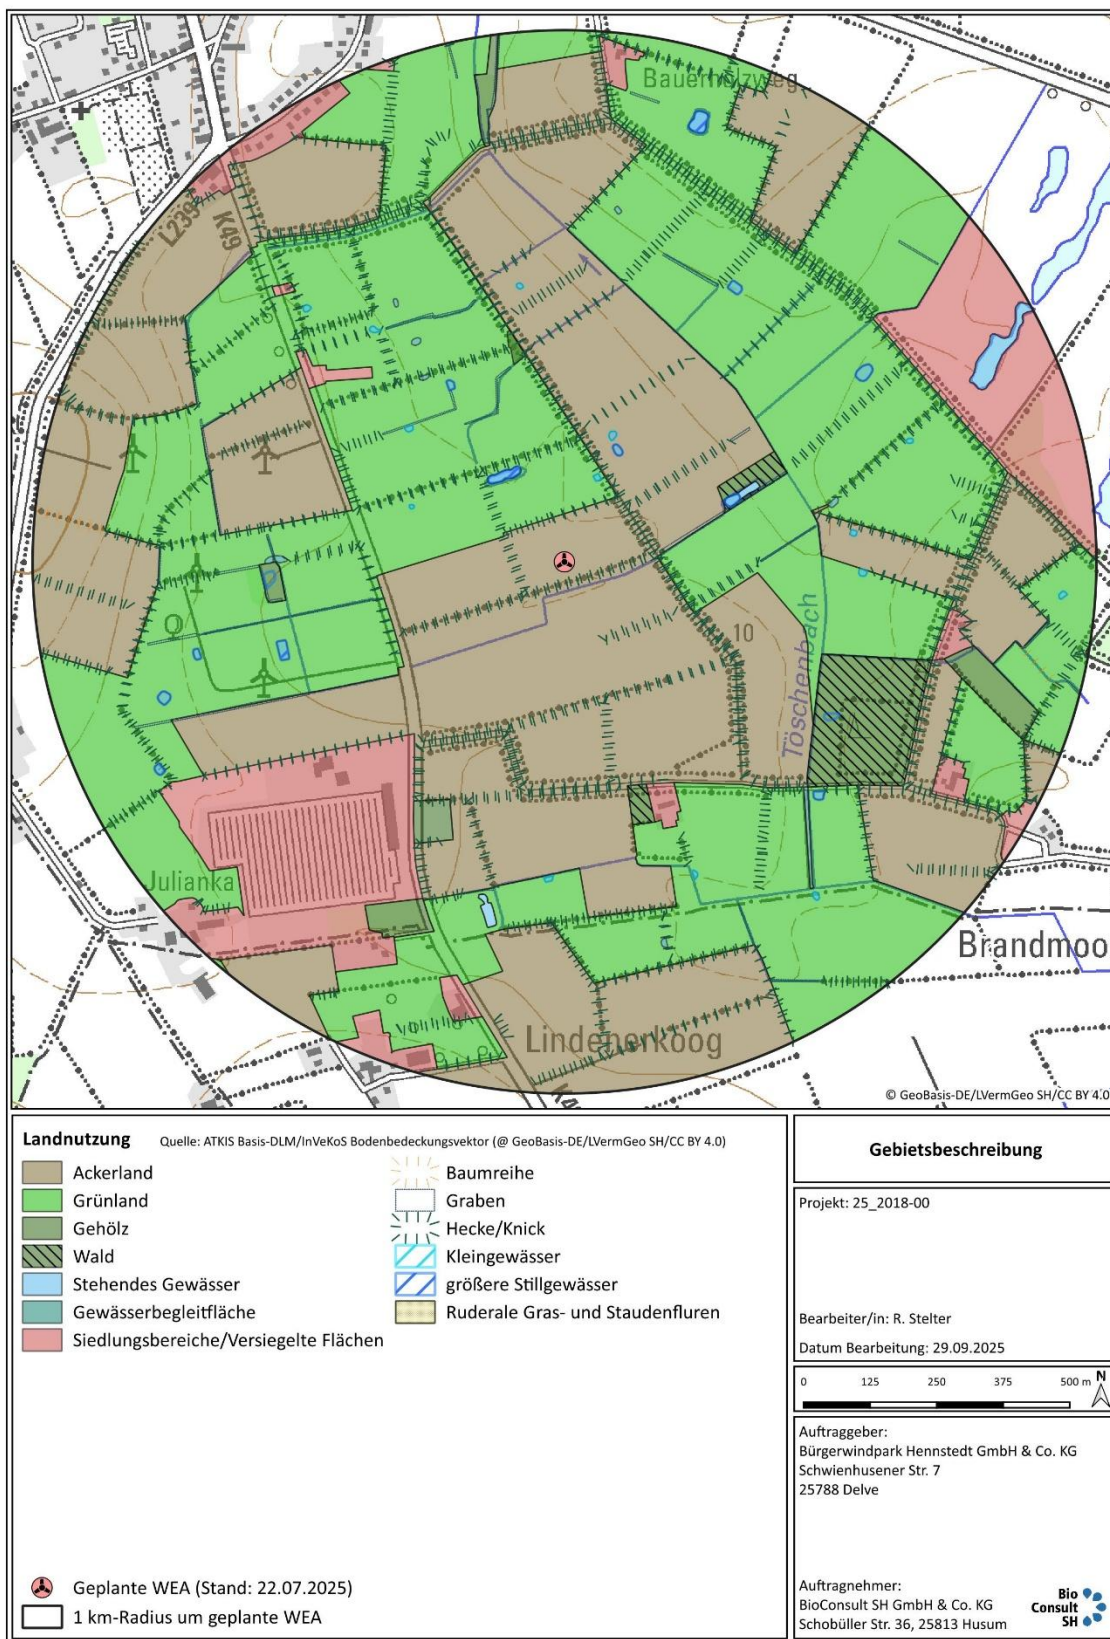 Bauernholzweg
L239
K49
10
Töschenbach
Julianka
Brandmoo
Lindenerkoog
© GeoBasis-DE/LVermGeo SH/CC BY 4.0
Landnutzung Quelle: ATKIS Basis-DLM/InVeKoS Bodenbedeckungsvektor (@ GeoBasis-DE/LVermGeo SH/CC BY 4.0)
Ackerland
Grünland
Gehölz
Wald
Stehendes Gewässer
Gewässerbegleitfläche
Siedlungsbereiche/Versiegelte Flächen
Baumreihe
Graben
Hecke/Knick
Kleingewässer
größere Stillgewässer
Ruderale Gras- und Staudenfluren
Geplante WEA (Stand: 22.07.2025)
1 km-Radius um geplante WEA
Gebietsbeschreibung
Projekt: 25_2018-00
Bearbeiter/in: R. Stelter
Datum Bearbeitung: 29.09.2025
0 125 250 375 500 m N
Auftraggeber:
Bürgerwindpark Hennstedt GmbH & Co. KG
Schwienhusener Str. 7
25788 Delve
Auftragnehmer:
BioConsult SH GmbH & Co. KG
Schobüller Str. 36, 25813 Husum
Bio
Consult
SH